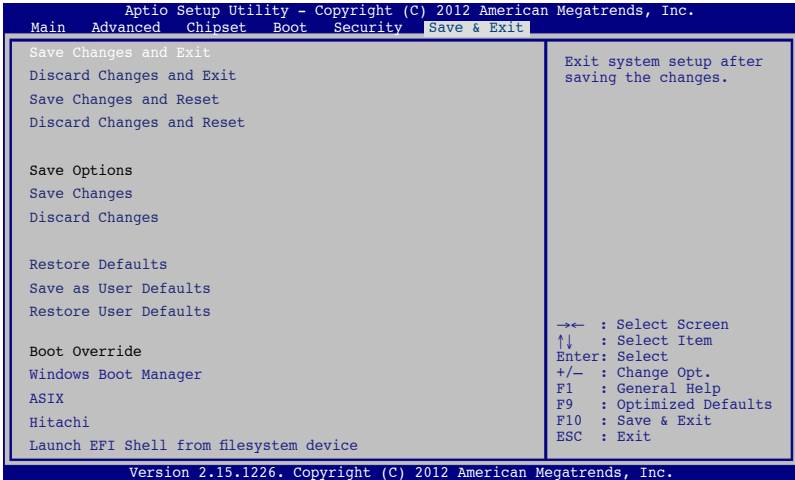 Aptio Setup Utility – Copyright (C) 2012 American Megatrends, Inc.
Main Advanced Chipset Boot Security Save & Exit
Save Changes and Exit
Discard Changes and Exit
Save Changes and Reset
Discard Changes and Reset
Save Options
Save Changes
Discard Changes
Restore Defaults
Save as User Defaults
Restore User Defaults
Boot Override
Windows Boot Manager
ASIX
Hitachi
Launch EFI Shell from filesystem device
Exit system setup after
saving the changes.
→← : Select Screen
↑↓ : Select Item
Enter: Select
+/— : Change Opt.
F1 : General Help
F9 : Optimized Defaults
F10 : Save & Exit
ESC : Exit
Version 2.15.1226. Copyright (C) 2012 American Megatrends, Inc.